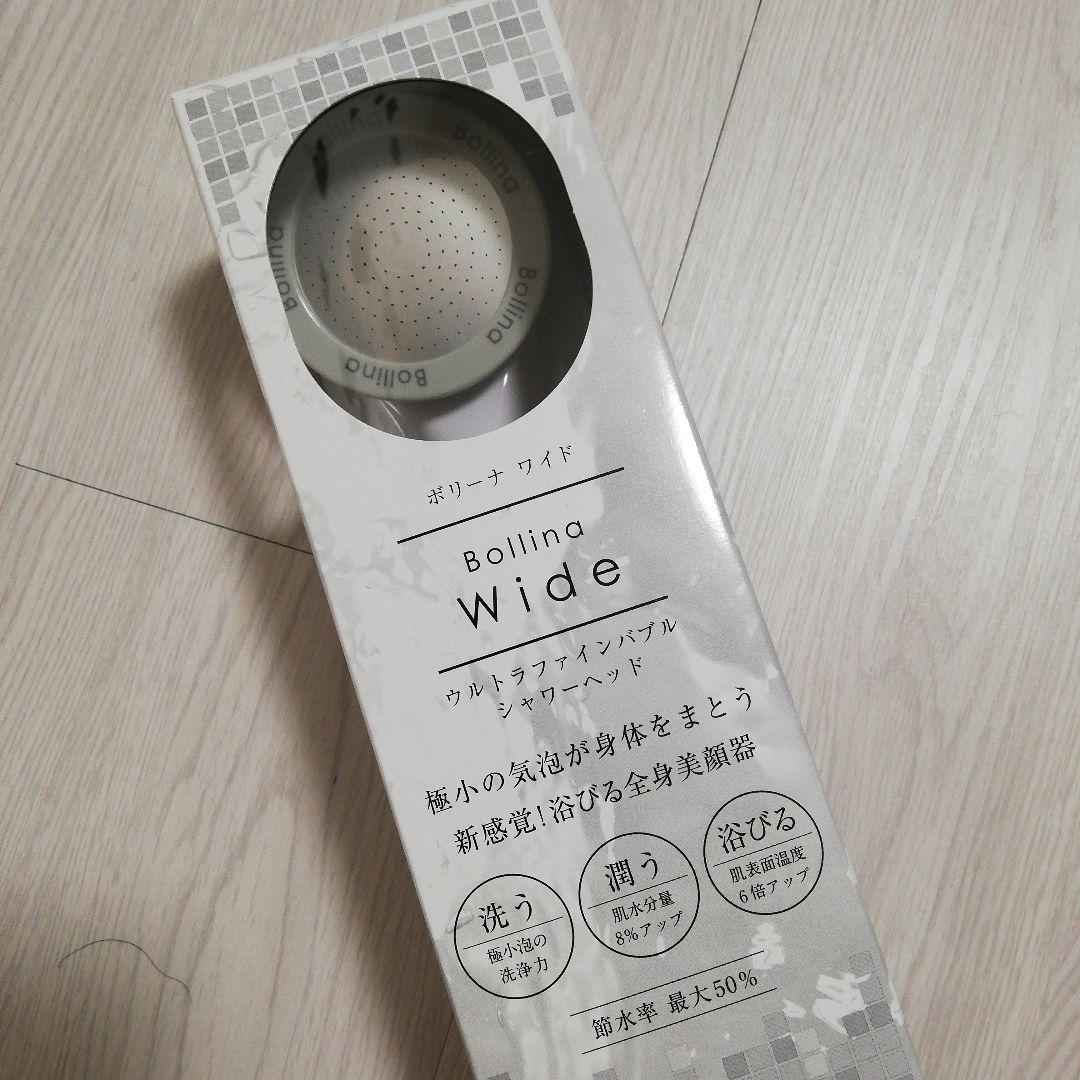 Bollina
Bollina
Bollina
Bollina
Bollina
ボリーナ ワイド
Bollina
Wide
ウルトラファインバブル
シャワーヘッド
極小の気泡が身体をまとう
新感覚!浴びる全身美顔器
洗う
極小泡の
洗浄力
潤う
肌水分量
8%アップ
浴びる
肌表面温度
6倍アップ
節水率 最大50%